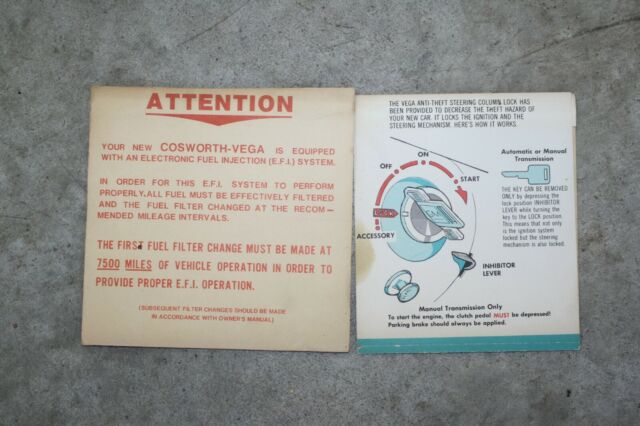 ATTENTION
YOUR NEW COSWORTH-VEGA IS EQUIPPED
WITH AN ELECTRONIC FUEL INJECTION (E.F.I.) SYSTEM.
IN ORDER FOR THIS E.F.I. SYSTEM TO PERFORM
PROPERLY, ALL FUEL MUST BE EFFECTIVELY FILTERED
AND THE FUEL FILTER CHANGED AT THE RECOM-
MENDED MILEAGE INTERVALS.
THE FIRST FUEL FILTER CHANGE MUST BE MADE AT
7500 MILES OF VEHICLE OPERATION IN ORDER TO
PROVIDE PROPER E.F.I. OPERATION.
(SUBSEQUENT FILTER CHANGES SHOULD BE MADE
IN ACCORDANCE WITH OWNER'S MANUAL)
THE VEGA ANTI-THEFT STEERING COLUMN LOCK HAS
BEEN PROVIDED TO DECREASE THE THEFT HAZARD OF
YOUR NEW CAR. IT LOCKS THE IGNITION AND THE
STEERING MECHANISM. HERE'S HOW IT WORKS.
ON
OFF
START
LOCK
ACCESSORY
Automatic or Manual
Transmission
THE KEY CAN BE REMOVED
ONLY by depressing the
lock position INHIBITOR
LEVER while turning the
key to the LOCK position.
This means that not only
is the ignition system
locked but the steering
mechanism is also locked.
INHIBITOR
LEVER
Manual Transmission Only
To start the engine, the clutch pedal MUST be depressed!
Parking brake should always be applied.